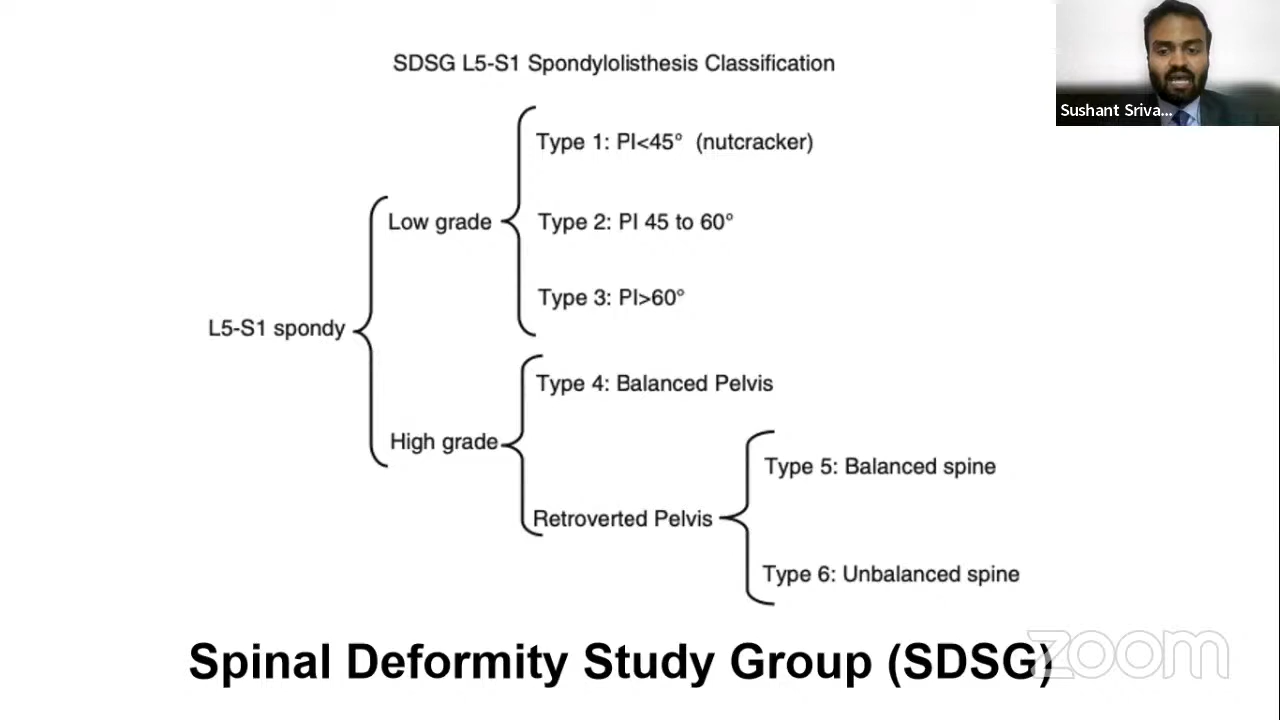 SDSG L5-S1 Spondylolisthesis Classification
Sushant Sriva...
Type 1: PI<45° (nutcracker)
Low grade
Type 2: PI 45 to 60°
Type 3: PI>60°
L5-S1 spondy
Type 4: Balanced Pelvis
High grade
Type 5: Balanced spine
Retroverted Pelvis
Type 6: Unbalanced spine
Spinal Deformity Study Group (SDSG)
zoom